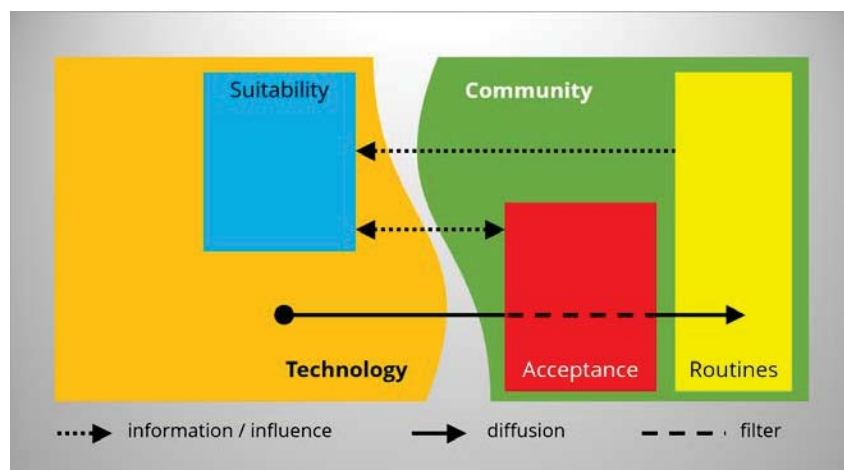 Suitability
Community
Technology
Acceptance
Routines
information / influence
diffusion
filter